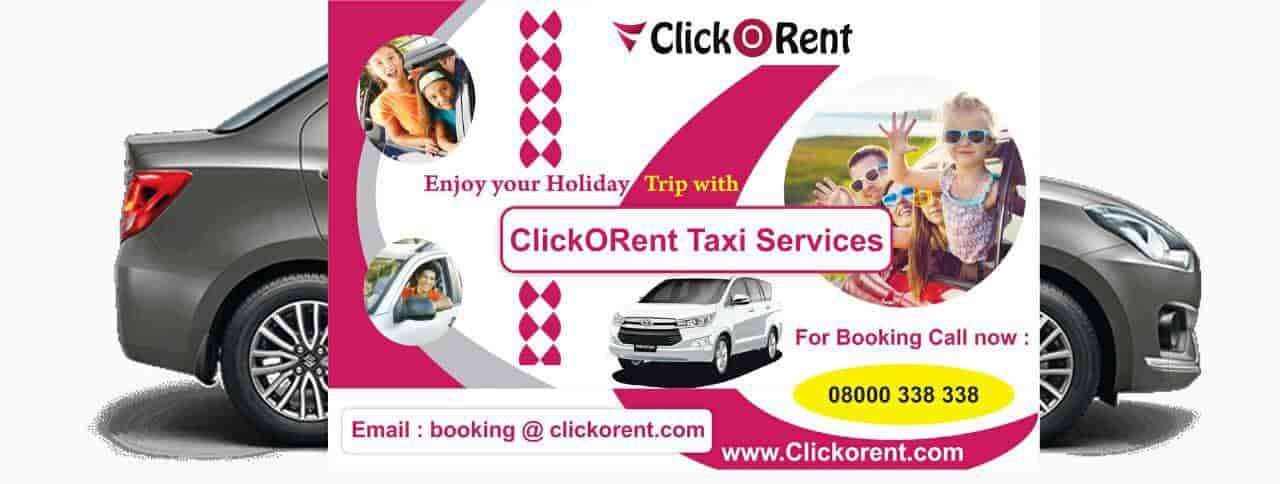 ClickORent
Enjoy your Holiday Trip with
ClickORent Taxi Services
For Booking Call now :
08000 338 338
Email : booking @ clickorent.com
www.Clickorent.com